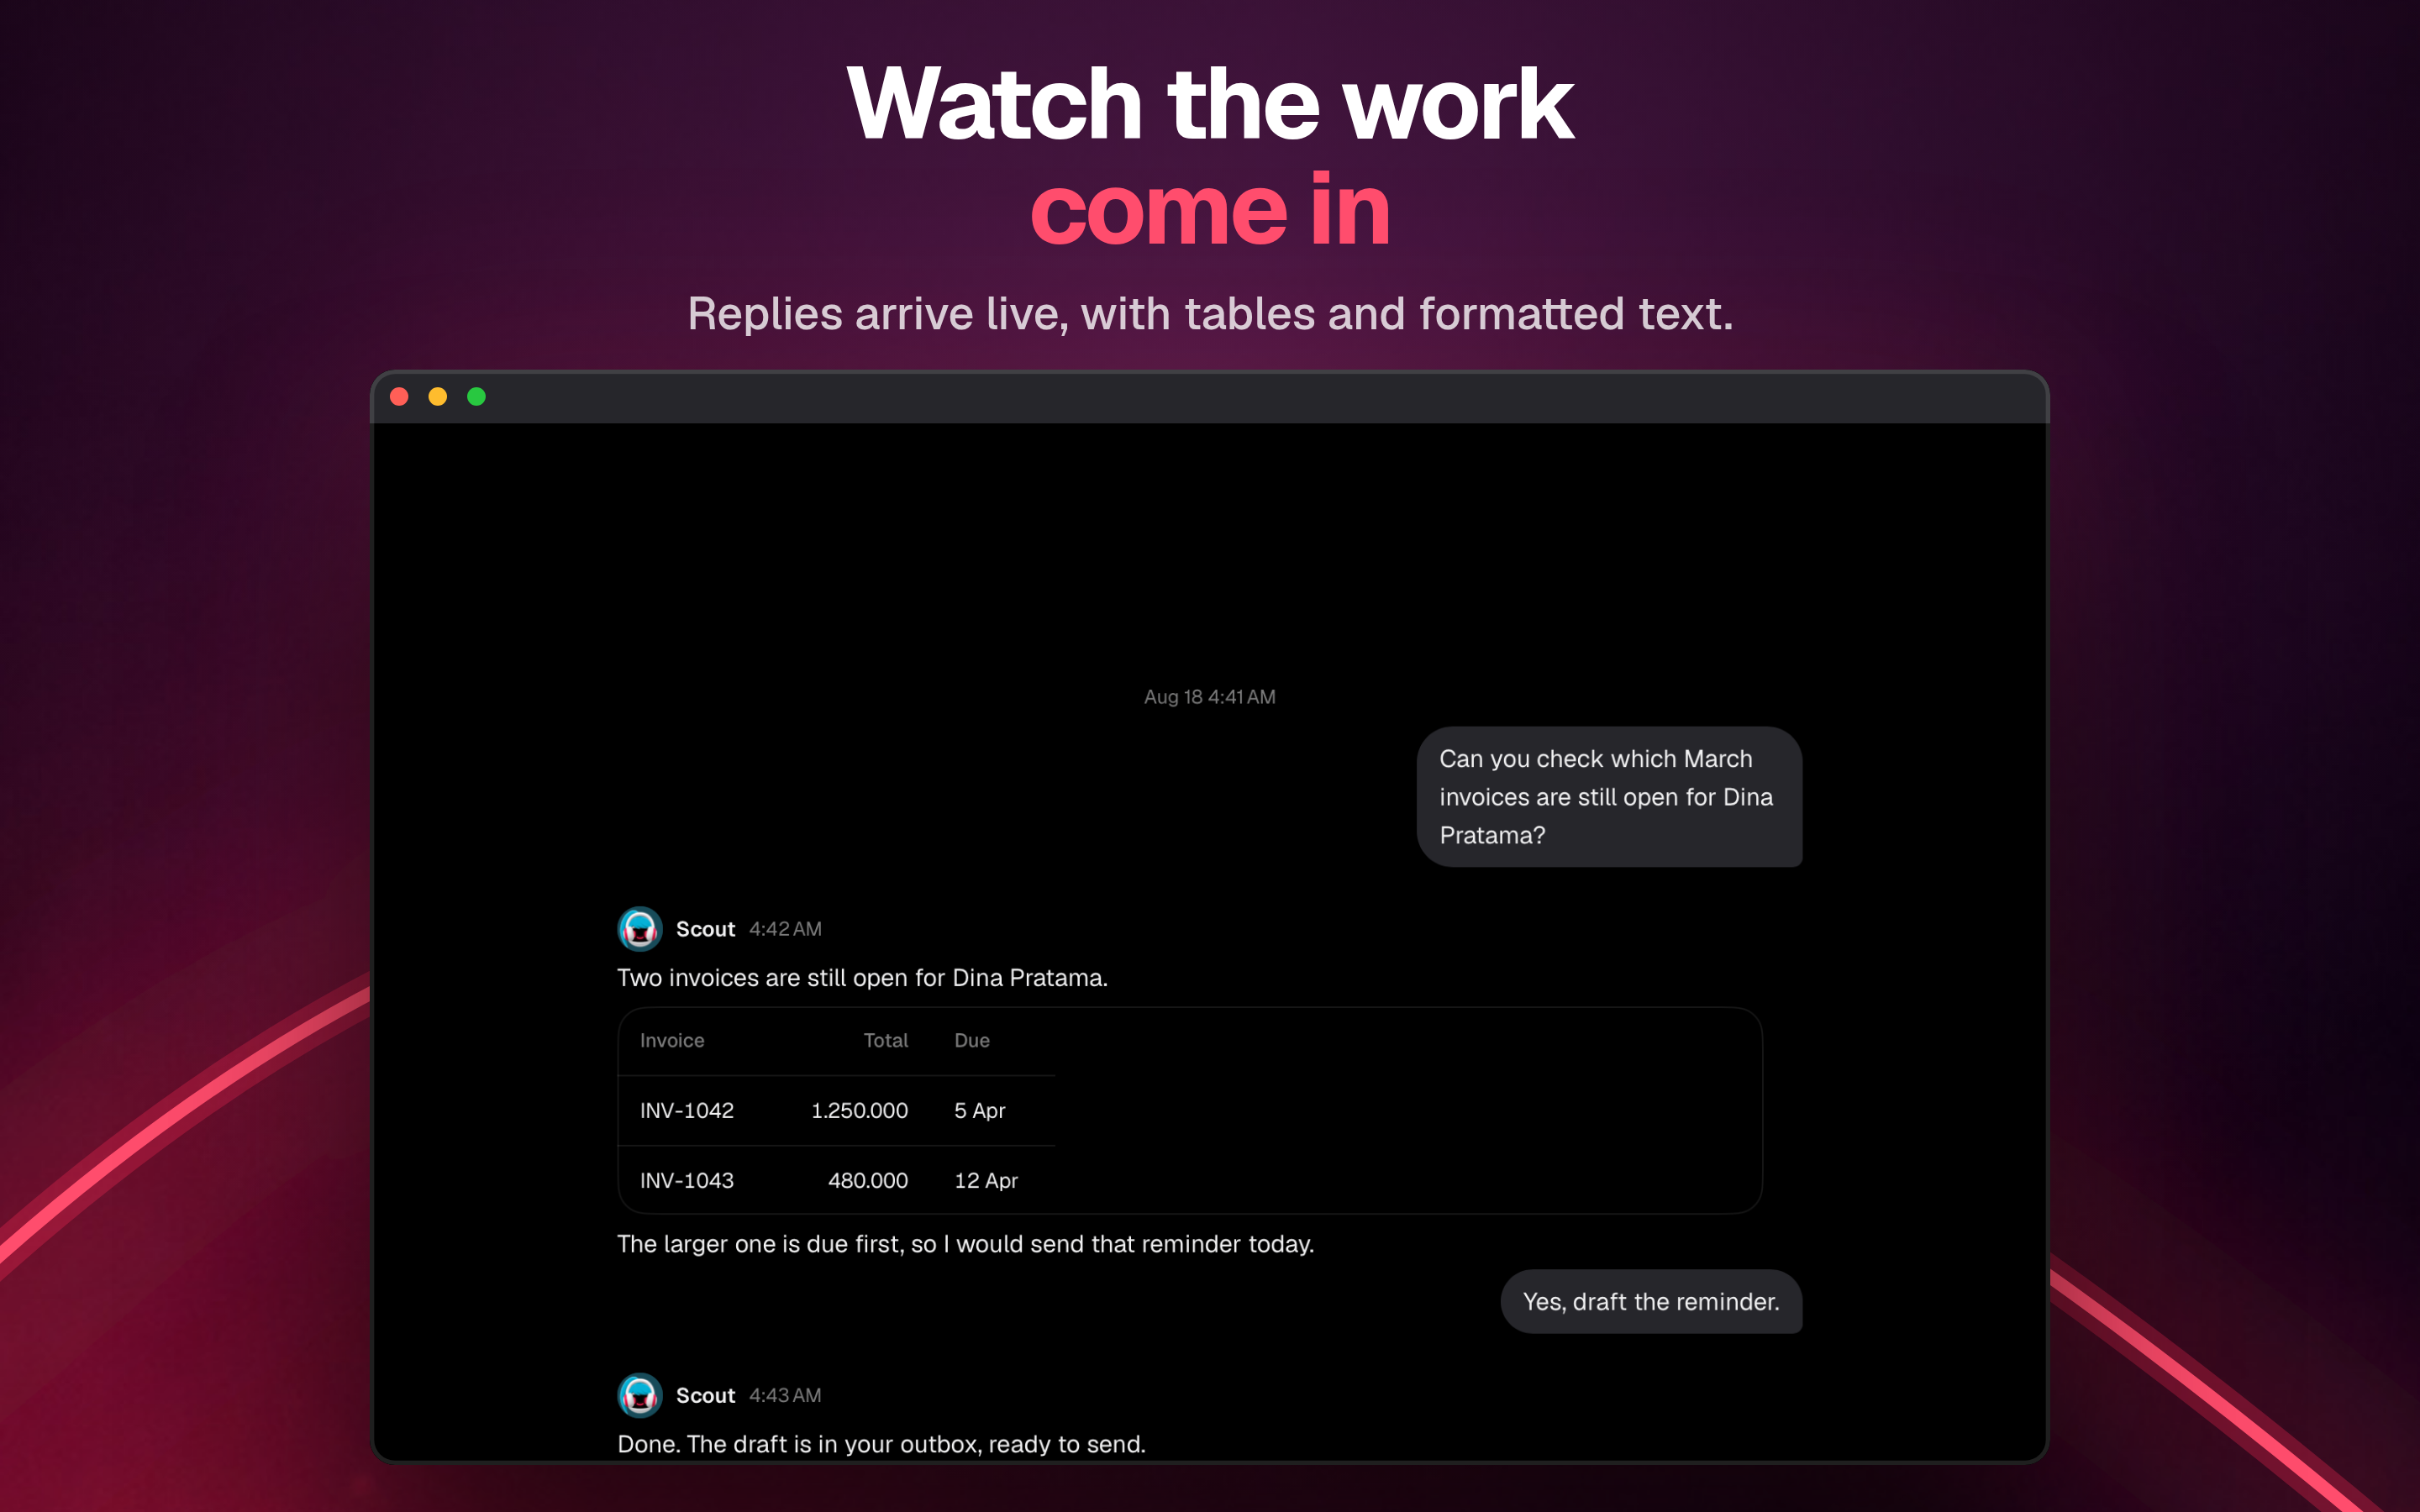 Watch the work
come in
Replies arrive live, with tables and formatted text.
Aug 18 4:41 AM
Can you check which March
invoices are still open for Dina
Pratama?
Scout 4:42 AM
Two invoices are still open for Dina Pratama.
Invoice Total Due
INV-1042 1.250.000 5 Apr
INV-1043 480.000 12 Apr
The larger one is due first, so I would send that reminder today.
Yes, draft the reminder.
Scout 4:43 AM
Done. The draft is in your outbox, ready to send.